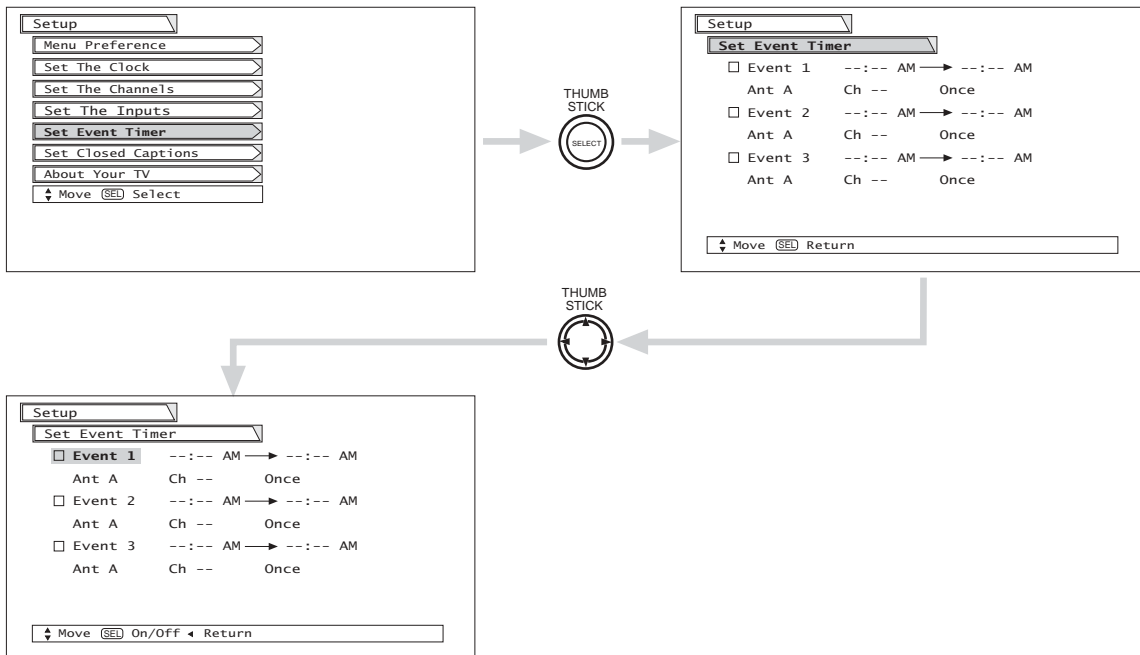 Setup
Menu Preference
Set The Clock
Set The Channels
Set The Inputs
Set Event Timer
Set Closed Captions
About Your TV
Move SEL Select
THUMB
STICK
SELECT
Setup
Set Event Timer
Event 1 --:-- AM --:-- AM
Ant A Ch -- Once
Event 2 --:-- AM --:-- AM
Ant A Ch -- Once
Event 3 --:-- AM --:-- AM
Ant A Ch -- Once
Move SEL Return
THUMB
STICK
Setup
Set Event Timer
Event 1 --:-- AM --:-- AM
Ant A Ch -- Once
Event 2 --:-- AM --:-- AM
Ant A Ch -- Once
Event 3 --:-- AM --:-- AM
Ant A Ch -- Once
Move SEL On/Off Return